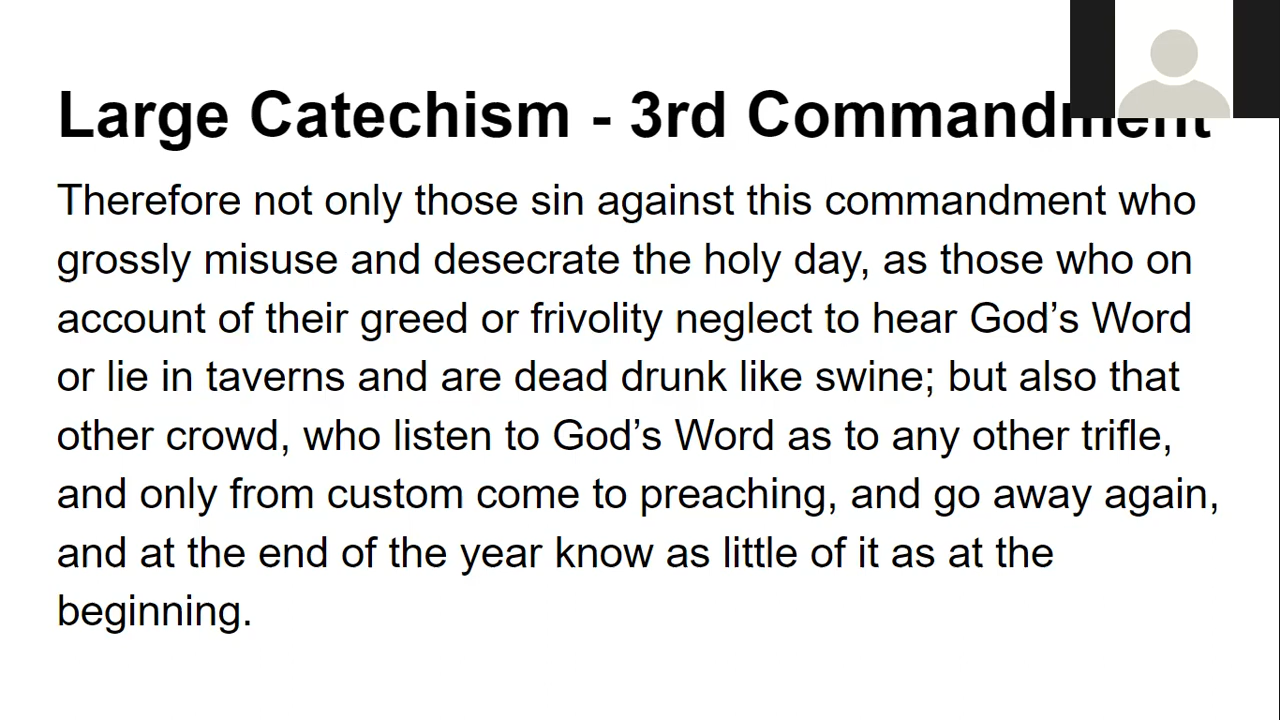 Large Catechism - 3rd Commandment
Therefore not only those sin against this commandment who
grossly misuse and desecrate the holy day, as those who on
account of their greed or frivolity neglect to hear God’s Word
or lie in taverns and are dead drunk like swine; but also that
other crowd, who listen to God’s Word as to any other trifle,
and only from custom come to preaching, and go away again,
and at the end of the year know as little of it as at the
beginning.